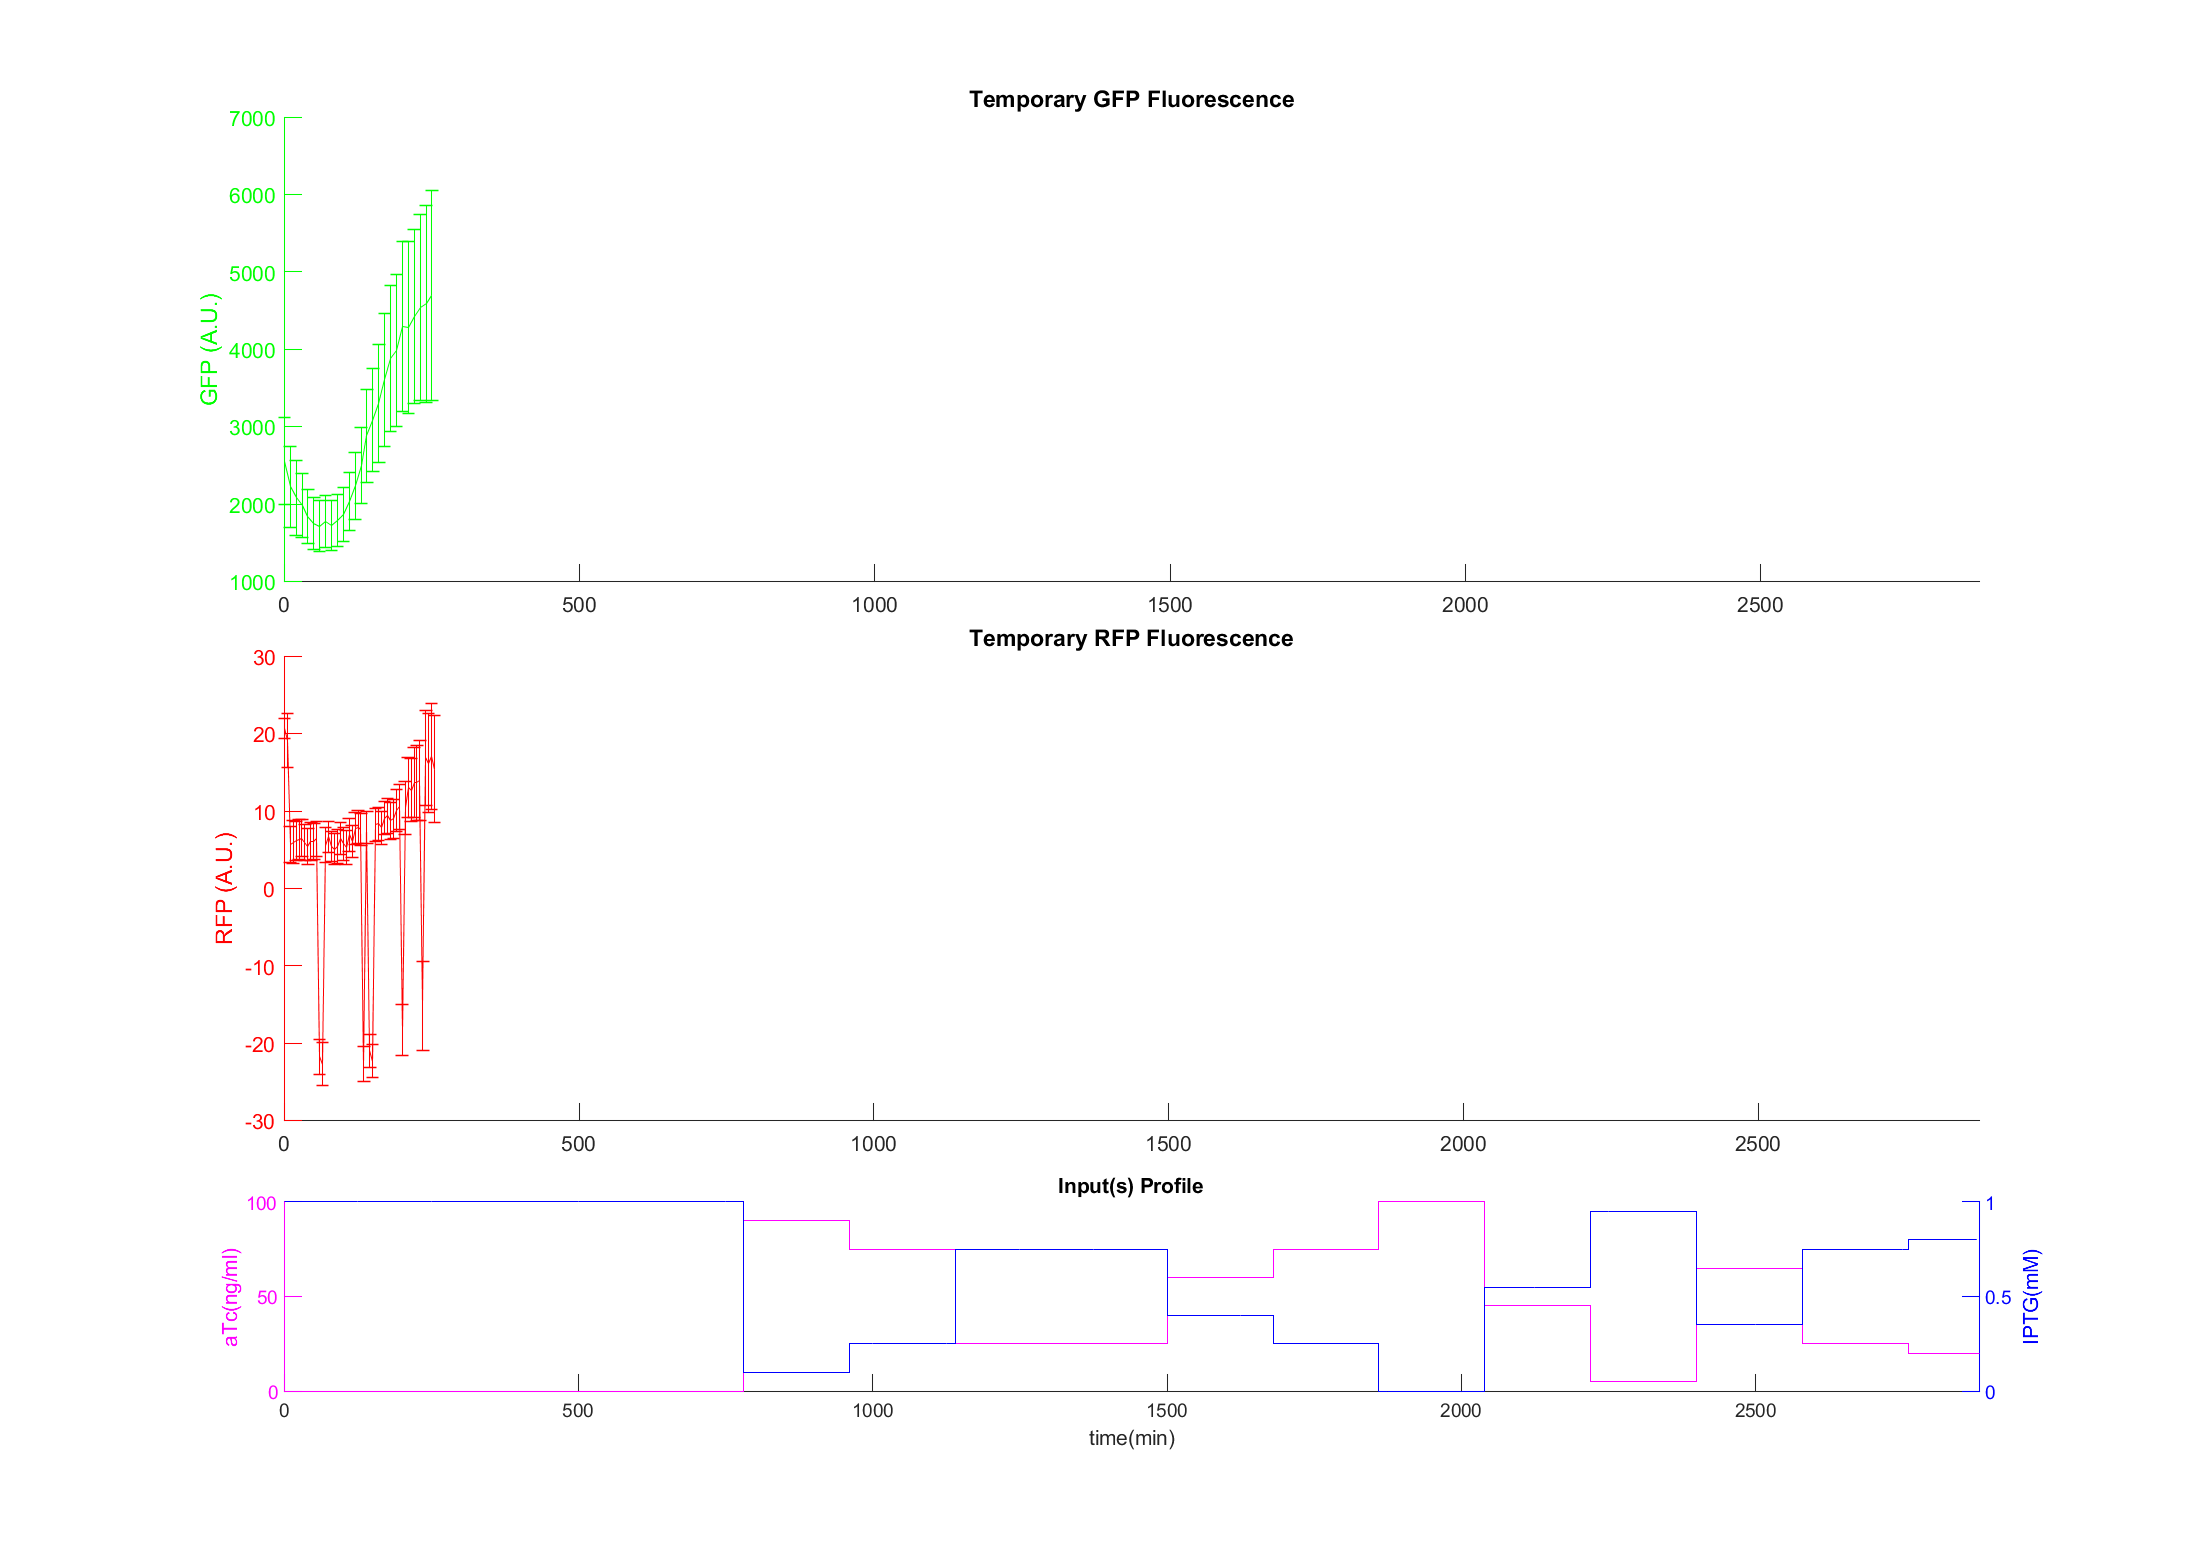 Temporary GFP Fluorescence
7000
6000
5000
4000
3000
2000
1000
GFP (A.U.)
0 500 1000 1500 2000 2500
Temporary RFP Fluorescence
30
20
10
0
-10
-20
-30
RFP (A.U.)
0 500 1000 1500 2000 2500
Input(s) Profile
100
50
0
aTc(ng/ml)
1
0.5
0
IPTG(mM)
0 500 1000 1500 2000 2500
time(min)